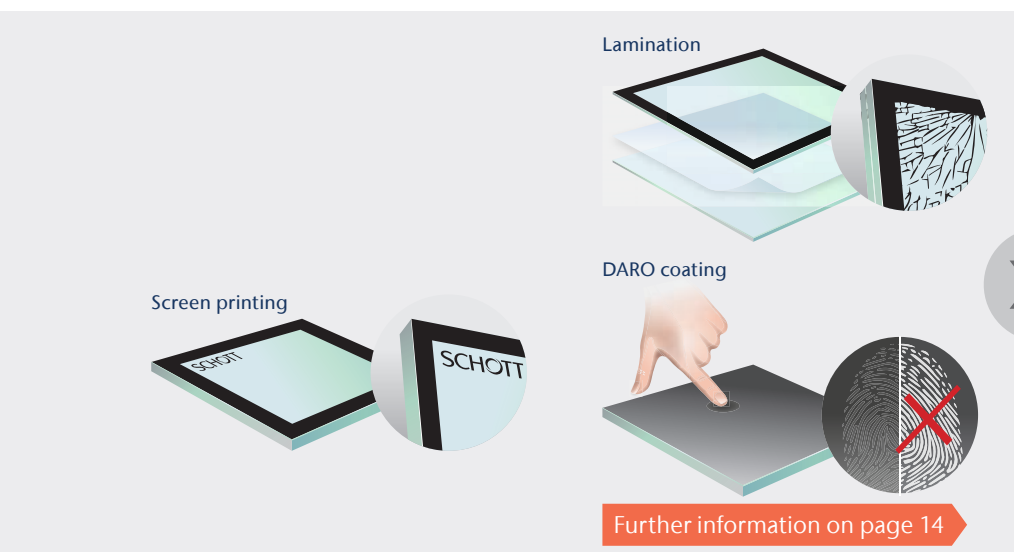 Lamination
DARO coating
Screen printing
SCHOTT
SCHOTT
Further information on page 14